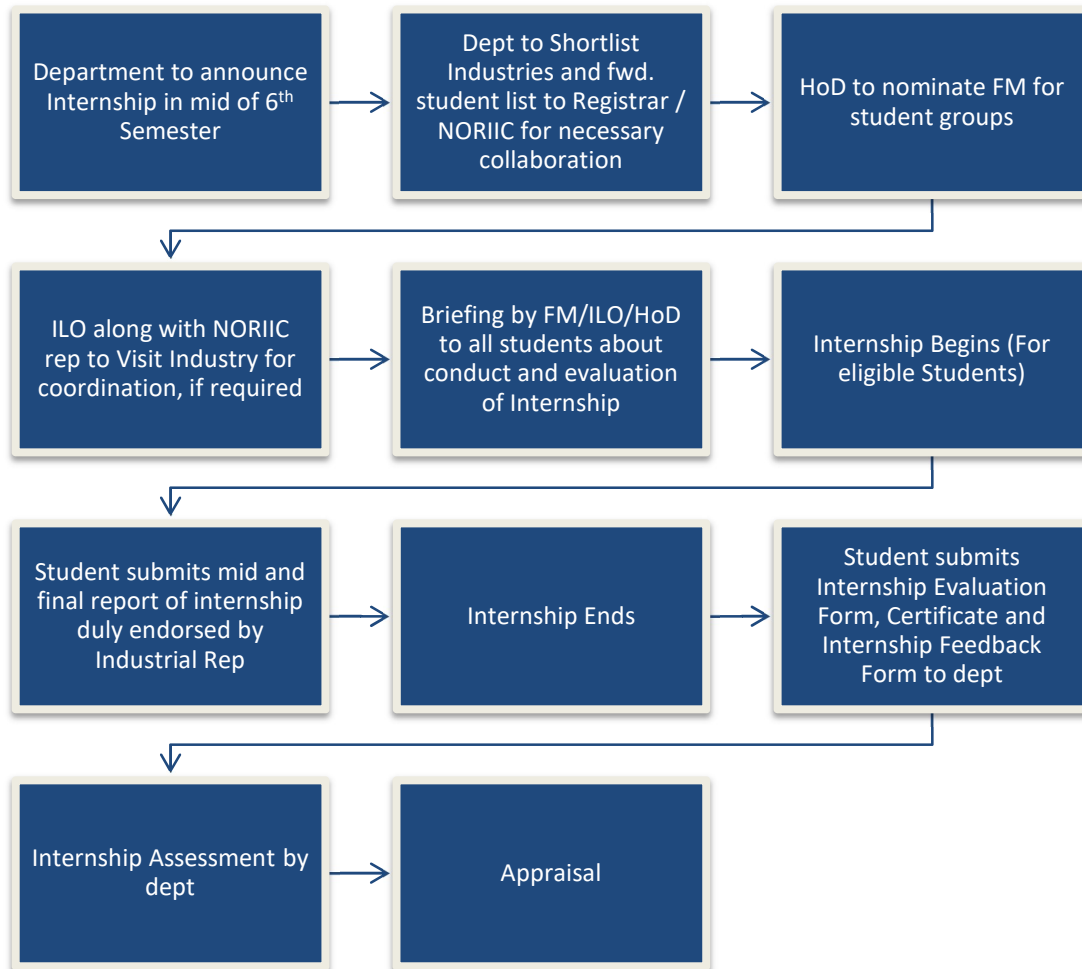 Department to announce
Internship in mid of 6th
Semester
Dept to Shortlist
Industries and fwd.
student list to Registrar /
NORIIC for necessary
collaboration
HoD to nominate FM for
student groups
ILO along with NORIIC
rep to Visit Industry for
coordination, if required
Briefing by FM/ILO/HoD
to all students about
conduct and evaluation
of Internship
Internship Begins (For
eligible Students)
Student submits mid and
final report of internship
duly endorsed by
Industrial Rep
Internship Ends
Student submits
Internship Evaluation
Form, Certificate and
Internship Feedback
Form to dept
Internship Assessment by
dept
Appraisal